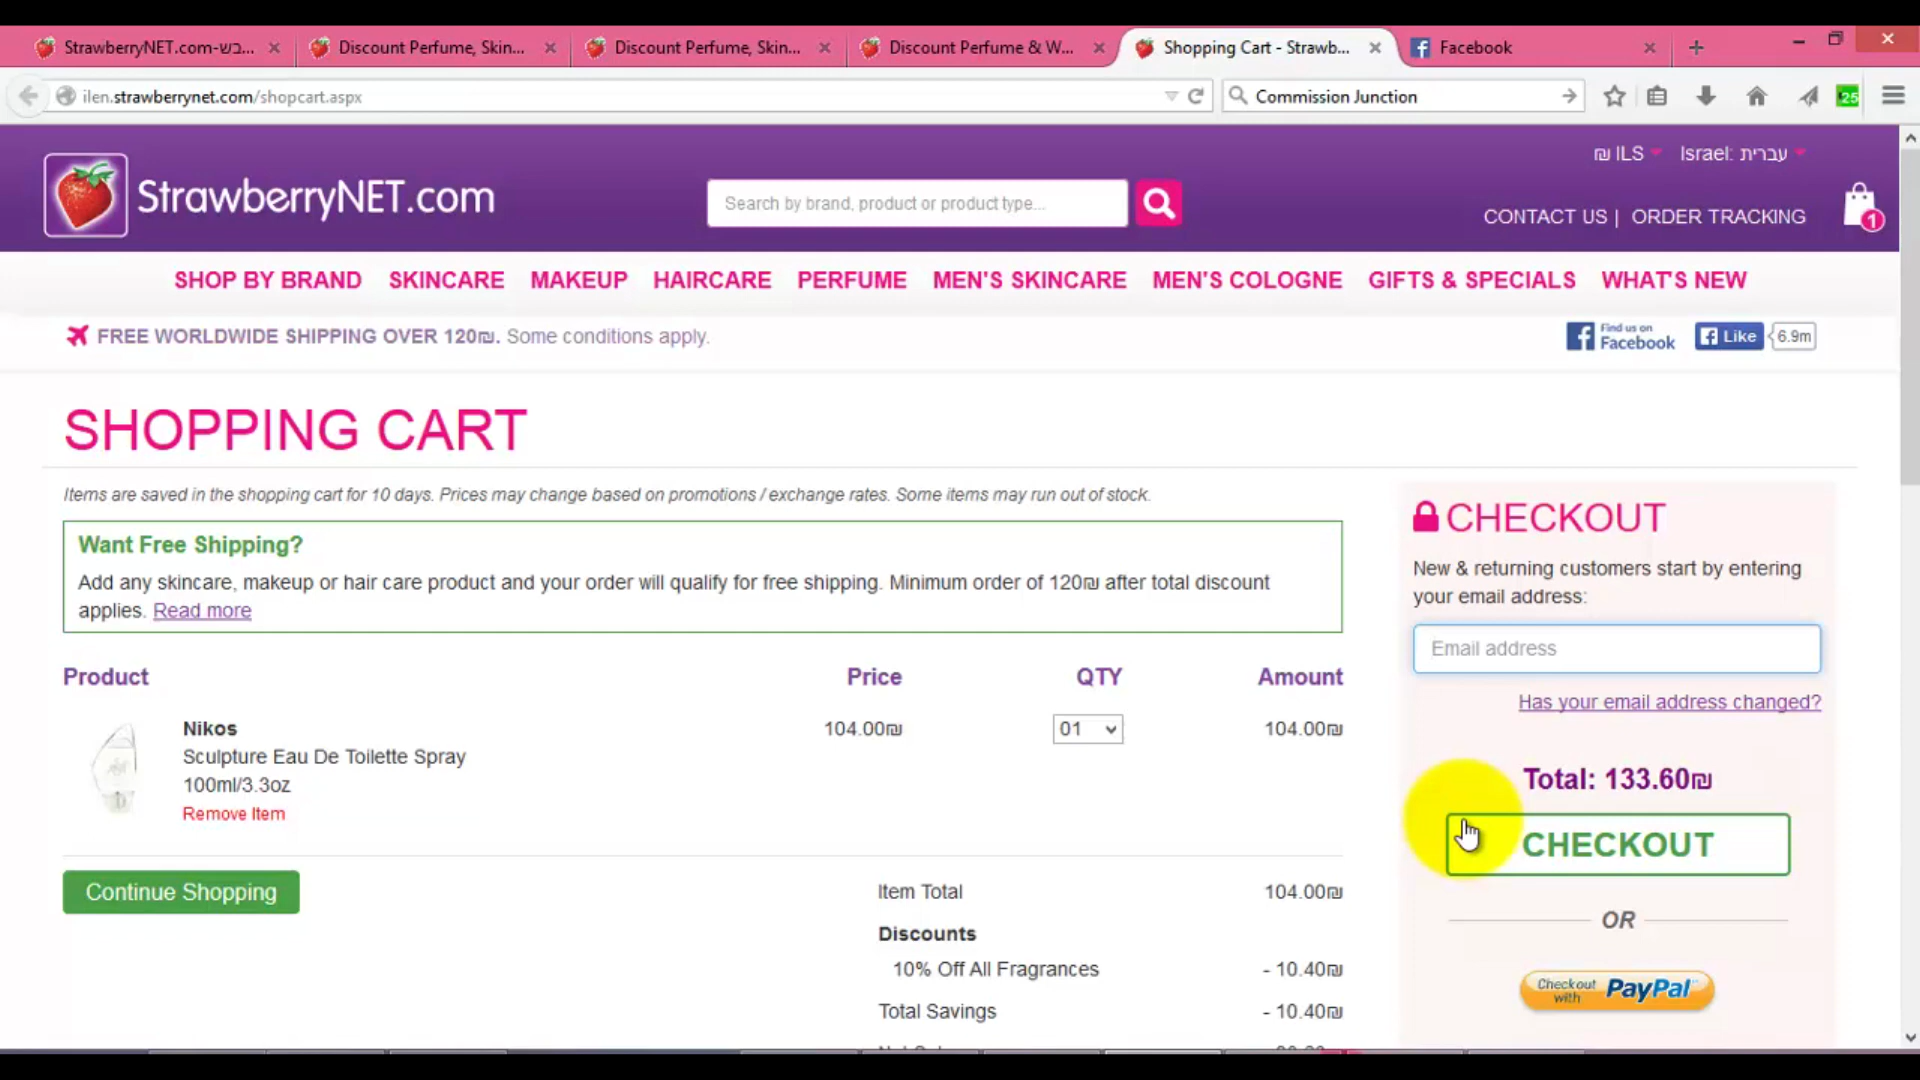 StrawberryNET.com-בש...
Discount Perfume, Skin...
Discount Perfume, Skin...
Discount Perfume & W...
Shopping Cart - Strawb...
Facebook
ilen.strawberrynet.com/shopcart.aspx
Commission Junction
25
₪ ILS
Israel: עברית
StrawberryNET.com
Search by brand, product or product type...
CONTACT US | ORDER TRACKING
1
SHOP BY BRAND SKINCARE MAKEUP HAIRCARE PERFUME MEN'S SKINCARE MEN'S COLOGNE GIFTS & SPECIALS WHAT'S NEW
FREE WORLDWIDE SHIPPING OVER 120₪. Some conditions apply.
Find us on
Facebook
Like
6.9m
SHOPPING CART
Items are saved in the shopping cart for 10 days. Prices may change based on promotions / exchange rates. Some items may run out of stock.
Want Free Shipping?
Add any skincare, makeup or hair care product and your order will qualify for free shipping. Minimum order of 120₪ after total discount
applies. Read more
Product Price QTY Amount
Nikos 104.00₪ 01 104.00₪
Sculpture Eau De Toilette Spray
100ml/3.3oz
Remove Item
Continue Shopping
Item Total 104.00₪
Discounts
10% Off All Fragrances - 10.40₪
Total Savings - 10.40₪
CHECKOUT
New & returning customers start by entering
your email address:
Email address
Has your email address changed?
Total: 133.60₪
CHECKOUT
OR
Checkout
with PayPal